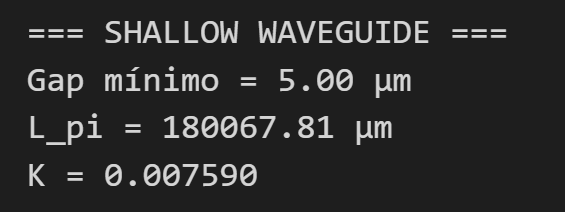 === SHALLOW WAVEGUIDE ===
Gap mínimo = 5.00 μm
L_pi = 180067.81 μm
K = 0.007590